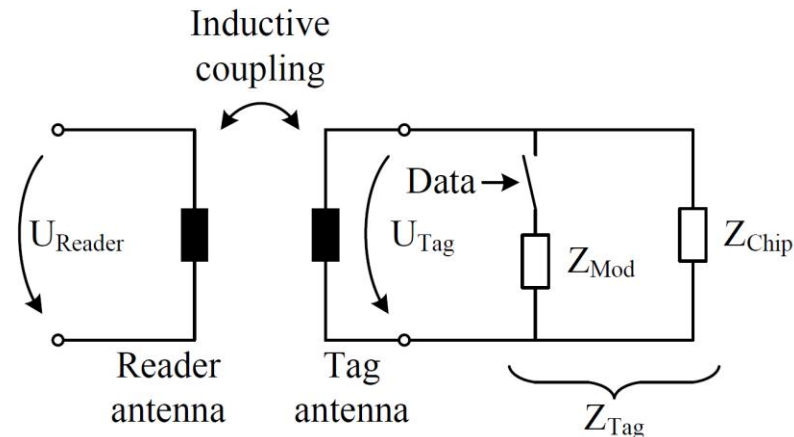 Inductive
coupling
Data
U_Reader
U_Tag
Z_Mod
Z_Chip
Reader
antenna
Tag
antenna
Z_Tag